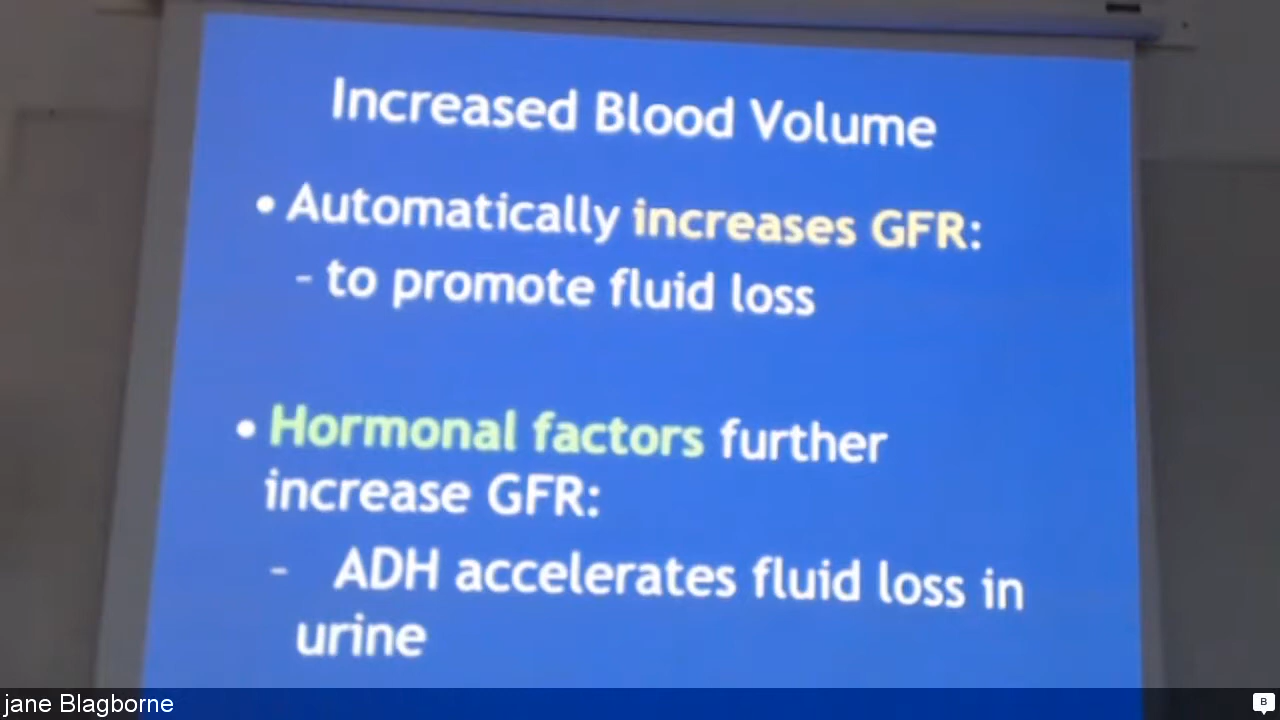 Increased Blood Volume
• Automatically increases GFR:
– to promote fluid loss
• Hormonal factors further
increase GFR:
– ADH accelerates fluid loss in
urine
jane Blagborne
B